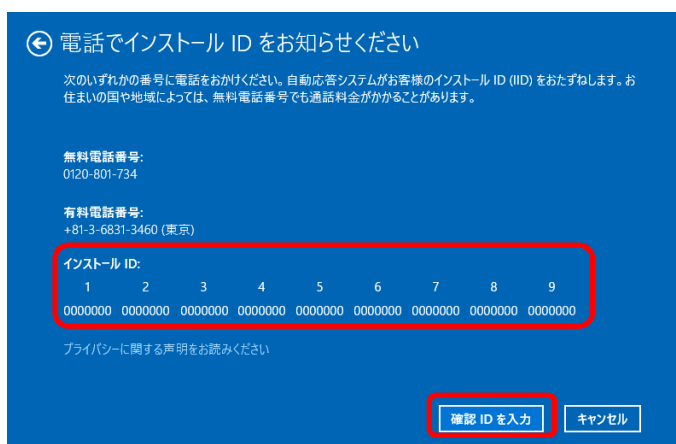 電話でインストール ID をお知らせください
次のいずれかの番号に電話をおかけください。自動応答システムがお客様のインストール ID (IID) をおたずねします。お
住まいの国や地域によっては、無料電話番号でも通話料金がかかることがあります。
無料電話番号:
0120-801-734
有料電話番号:
+81-3-6831-3460 (東京)
インストール ID:
1 2 3 4 5 6 7 8 9
0000000 0000000 0000000 0000000 0000000 0000000 0000000 0000000 0000000
プライバシーに関する声明をお読みください
確認 ID を入力 キャンセル